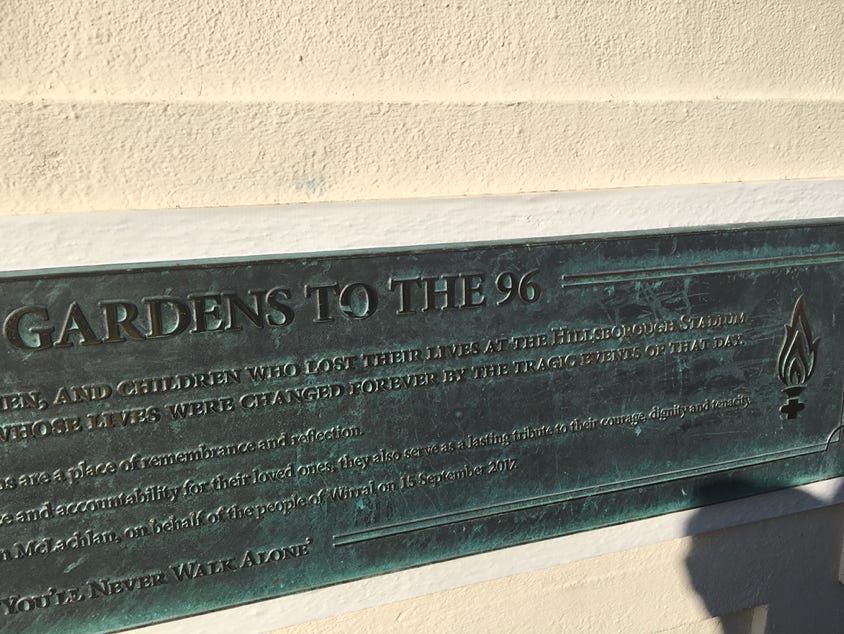 GARDENS TO THE 96
EN, AND CHILDREN WHO LOST THEIR LIVES AT THE HILLSBOROUGH STADIUM
WHOSE LIVES WERE CHANGED FOREVER BY THE TRAGIC EVENTS OF THAT DAY.
ns are a place of remembrance and reflection.
ce and accountability for their loved ones, they also serve as a lasting tribute to their courage, dignity and tenacity.
n McLachlan, on behalf of the people of Wirral on 15 September 2017.
YOU'LL NEVER WALK ALONE'